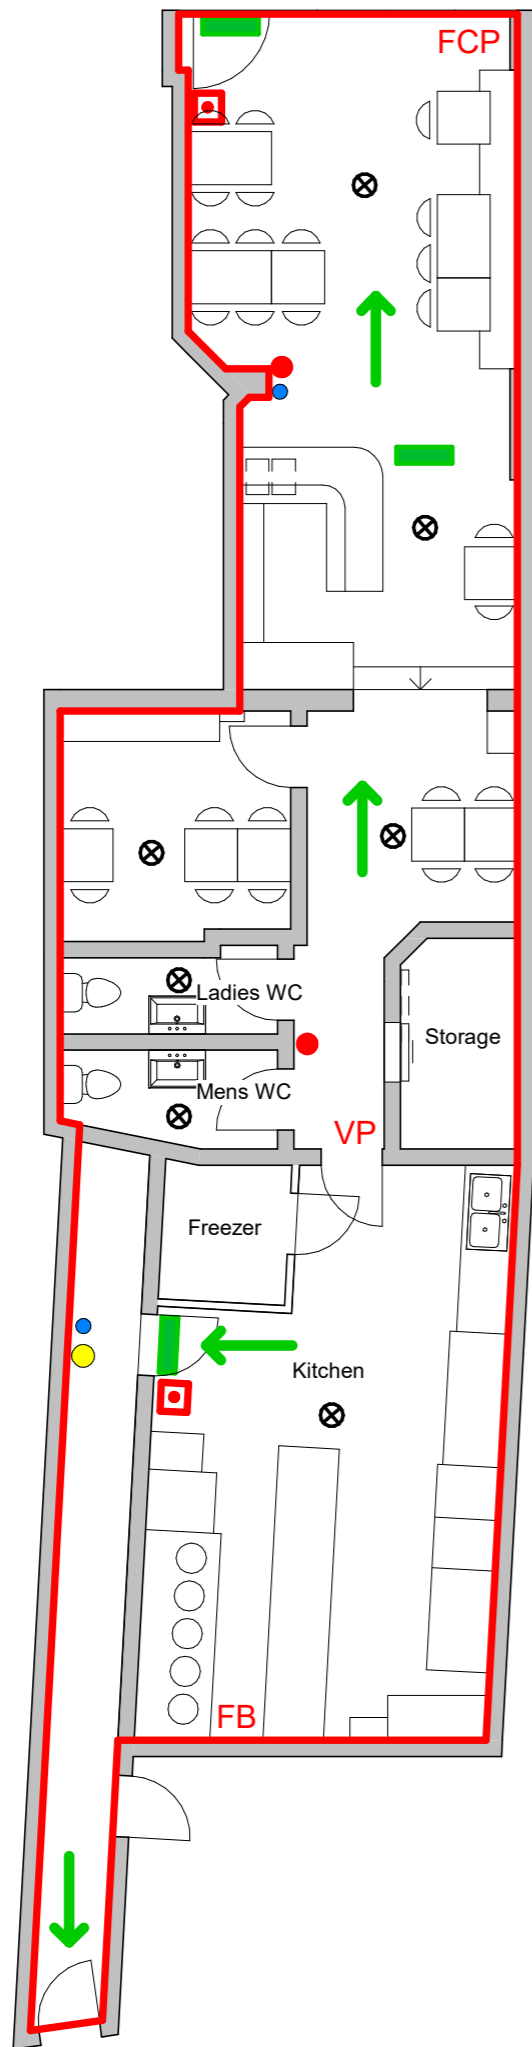 FCP
Ladies WC
Storage
Mens WC
VP
Freezer
Kitchen
FB